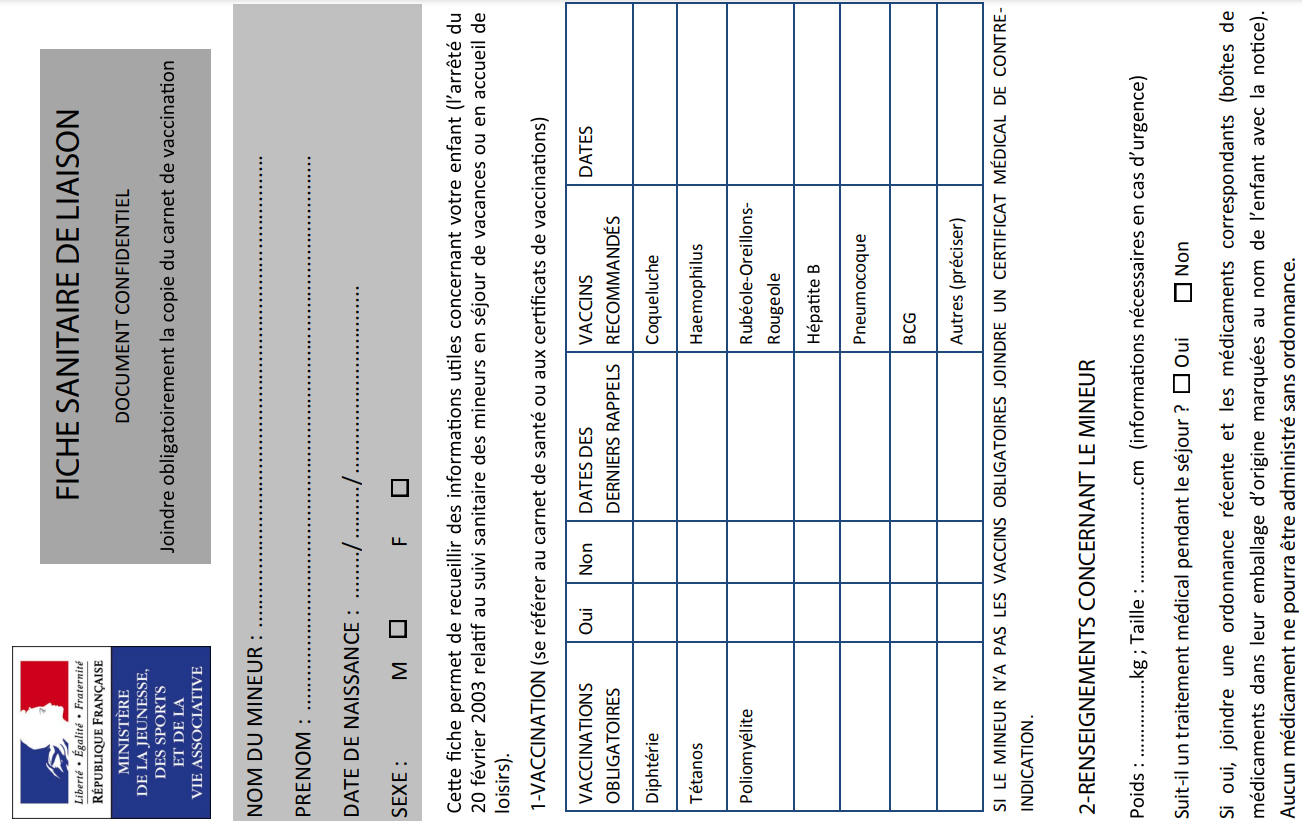 Liberté • Égalité • Fraternité
RÉPUBLIQUE FRANÇAISE
MINISTÈRE
DE LA JEUNESSE,
DES SPORTS
ET DE LA
VIE ASSOCIATIVE
FICHE SANITAIRE DE LIAISON
DOCUMENT CONFIDENTIEL
Joindre obligatoirement la copie du carnet de vaccination
NOM DU MINEUR : ..............................................................................
PRENOM : ..............................................................................
DATE DE NAISSANCE : ......../......../................................
SEXE : M ☐ F ☐
Cette fiche permet de recueillir des informations utiles concernant votre enfant (l’arrêté du
20 février 2003 relatif au suivi sanitaire des mineurs en séjour de vacances ou en accueil de
loisirs).
1-VACCINATION (se référer au carnet de santé ou aux certificats de vaccinations)
VACCINATIONS OBLIGATOIRES Oui Non DATES DES DERNIERS RAPPELS VACCINS RECOMMANDÉS DATES
Diphtérie Coqueluche
Tétanos Haemophilus
Poliomyélite Rubéole-Oreillons-
Rougeole
Hépatite B
Pneumocoque
BCG
Autres (préciser)
SI LE MINEUR N’A PAS LES VACCINS OBLIGATOIRES JOINDRE UN CERTIFICAT MÉDICAL DE CONTRE-
INDICATION.
2-RENSEIGNEMENTS CONCERNANT LE MINEUR
Poids : ................kg ; Taille : ....................cm (informations nécessaires en cas d’urgence)
Suit-il un traitement médical pendant le séjour ? ☐ Oui ☐ Non
Si oui, joindre une ordonnance récente et les médicaments correspondants (boîtes de
médicaments dans leur emballage d’origine marquées au nom de l’enfant avec la notice).
Aucun médicament ne pourra être administré sans ordonnance.